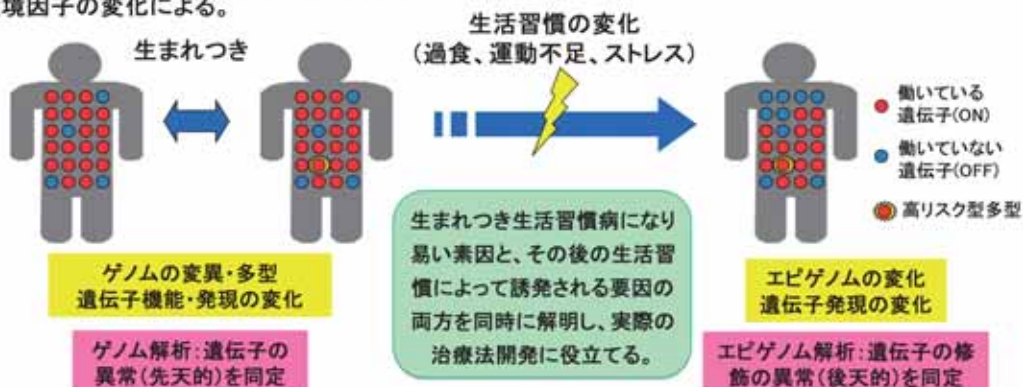 境因子の変化による。
生まれつき
生活習慣の変化
（過食、運動不足、ストレス）
働いている
遺伝子(ON)
働いていない
遺伝子(OFF)
高リスク型多型
ゲノムの変異・多型
遺伝子機能・発現の変化
生まれつき生活習慣病になり
易い素因と、その後の生活習
慣によって誘発される要因の
両方を同時に解明し、実際の
治療法開発に役立てる。
エピゲノムの変化
遺伝子発現の変化
ゲノム解析：遺伝子の
異常（先天的）を同定
エピゲノム解析：遺伝子の修
飾の異常（後天的）を同定